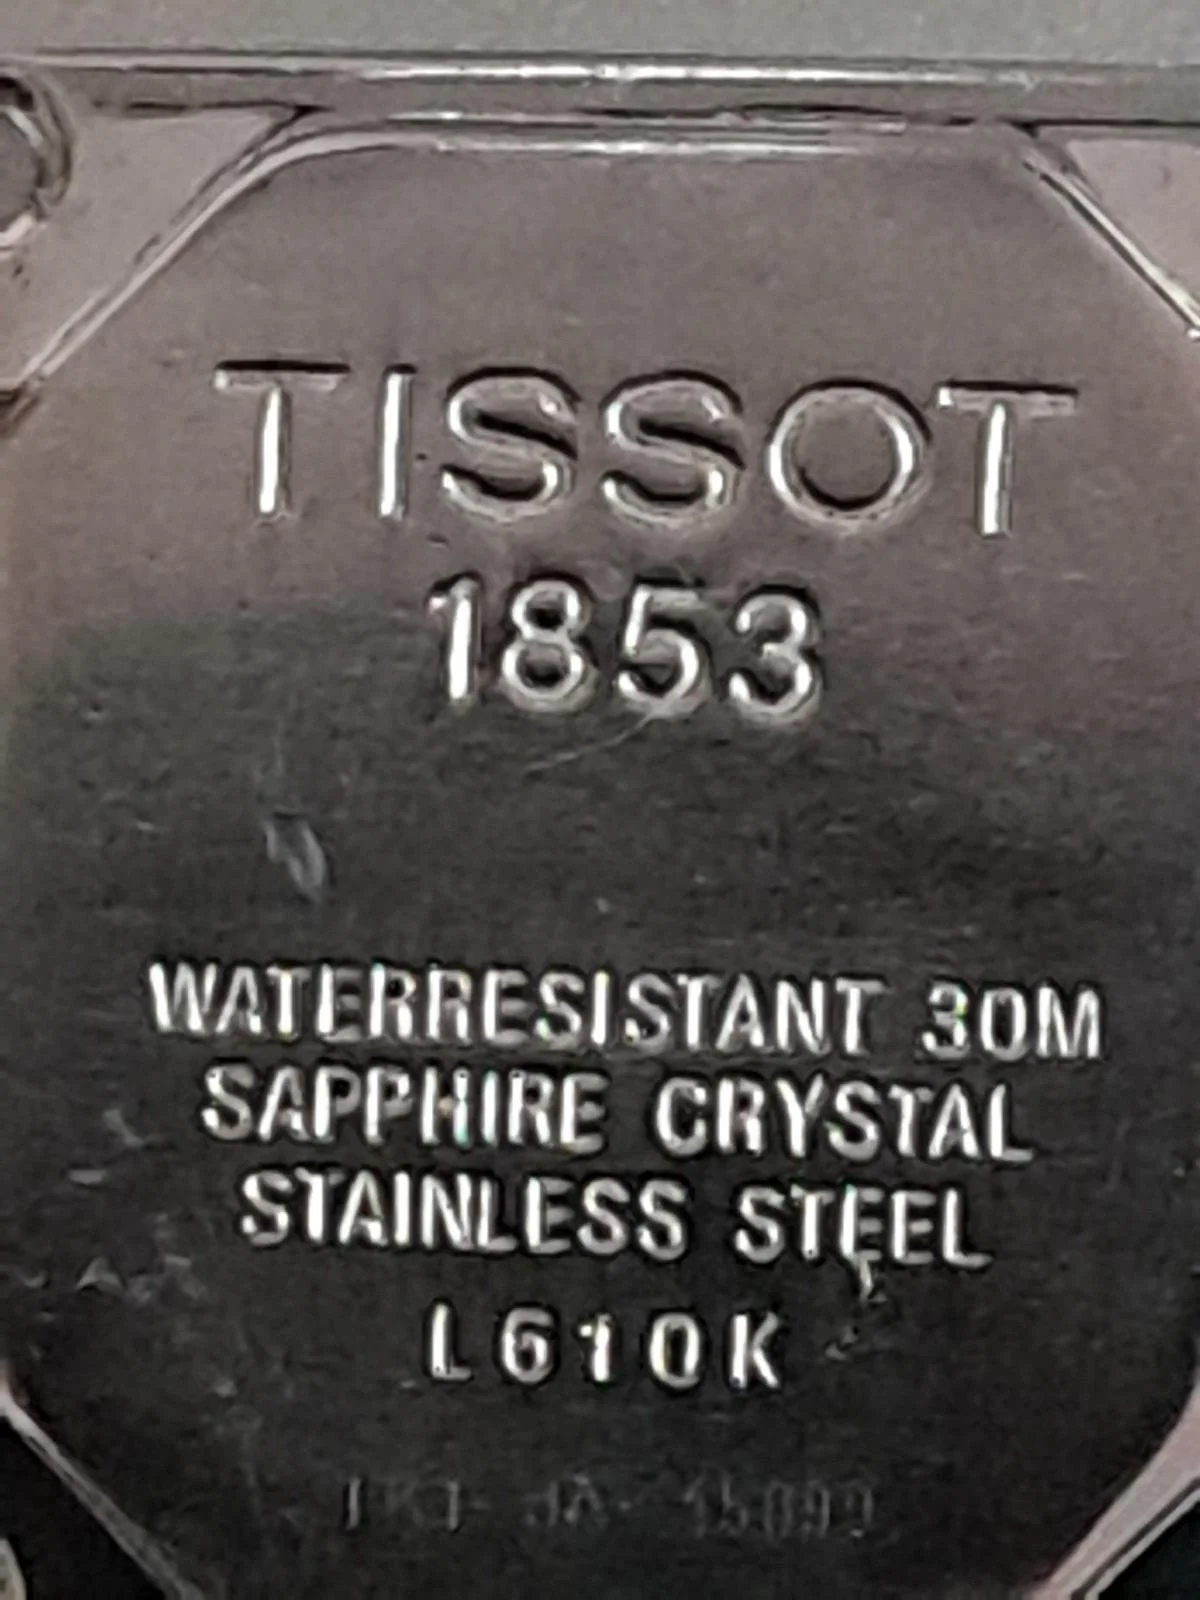 TISSOT
1853
WATERRESISTANT 30M
SAPPHIRE CRYSTAL
STAINLESS STEEL
L610K